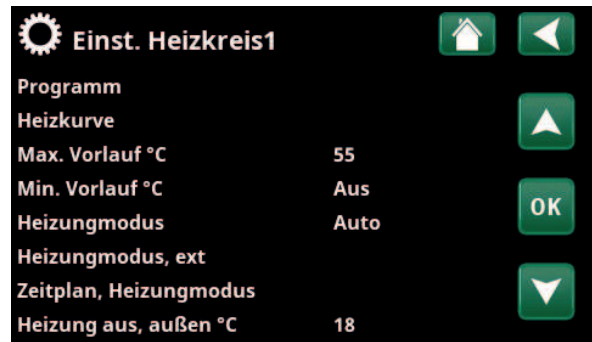 Einst. Heizkreis1
Programm
Heizkurve
Max. Vorlauf °C 55
Min. Vorlauf °C Aus
Heizungmodus Auto
OK
Heizungmodus, ext
Zeitplan, Heizungmodus
Heizung aus, außen °C 18